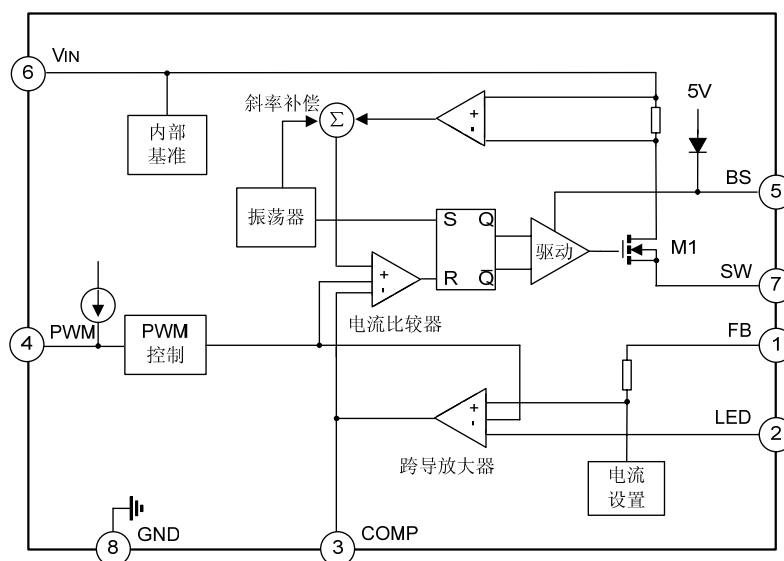 6
VIN
内部
基准
斜率补偿
Σ
+
-
5V
BS
5
振荡器
S Q
R Q̅
驱动
M1
SW
7
+
-
电流比较器
4
PWM
PWM
控制
FB
1
+
-
跨导放大器
LED
2
电流
设置
8
GND
3
COMP